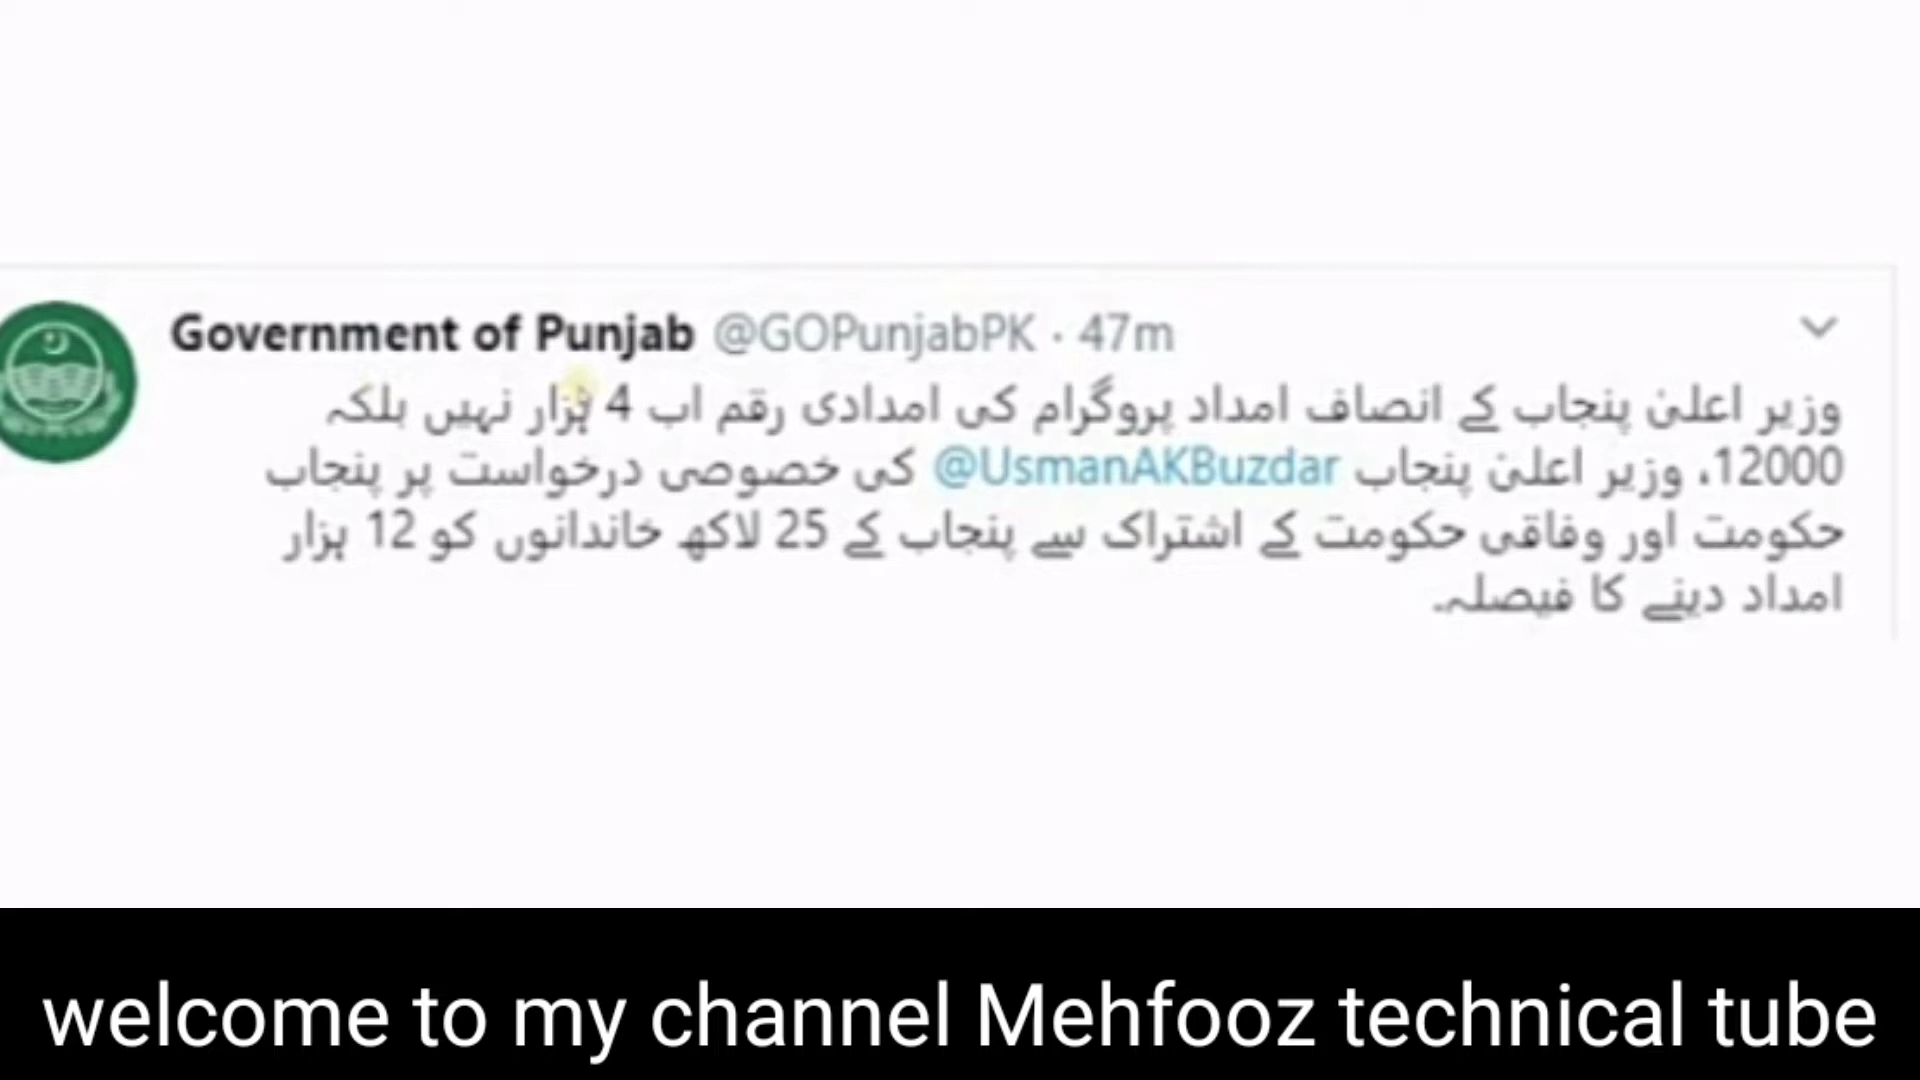 Government of Punjab @GOPunjabPK · 47m
وزیر اعلیٰ پنجاب کے انصاف امداد پروگرام کی امدادی رقم اب 4 ہزار نہیں بلکہ
12000، وزیر اعلیٰ پنجاب @UsmanAKBuzdar کی خصوصی درخواست پر پنجاب
حکومت اور وفاقی حکومت کے اشتراک سے پنجاب کے 25 لاکھ خاندانوں کو 12 ہزار
امداد دینے کا فیصلہ۔
welcome to my channel Mehfooz technical tube